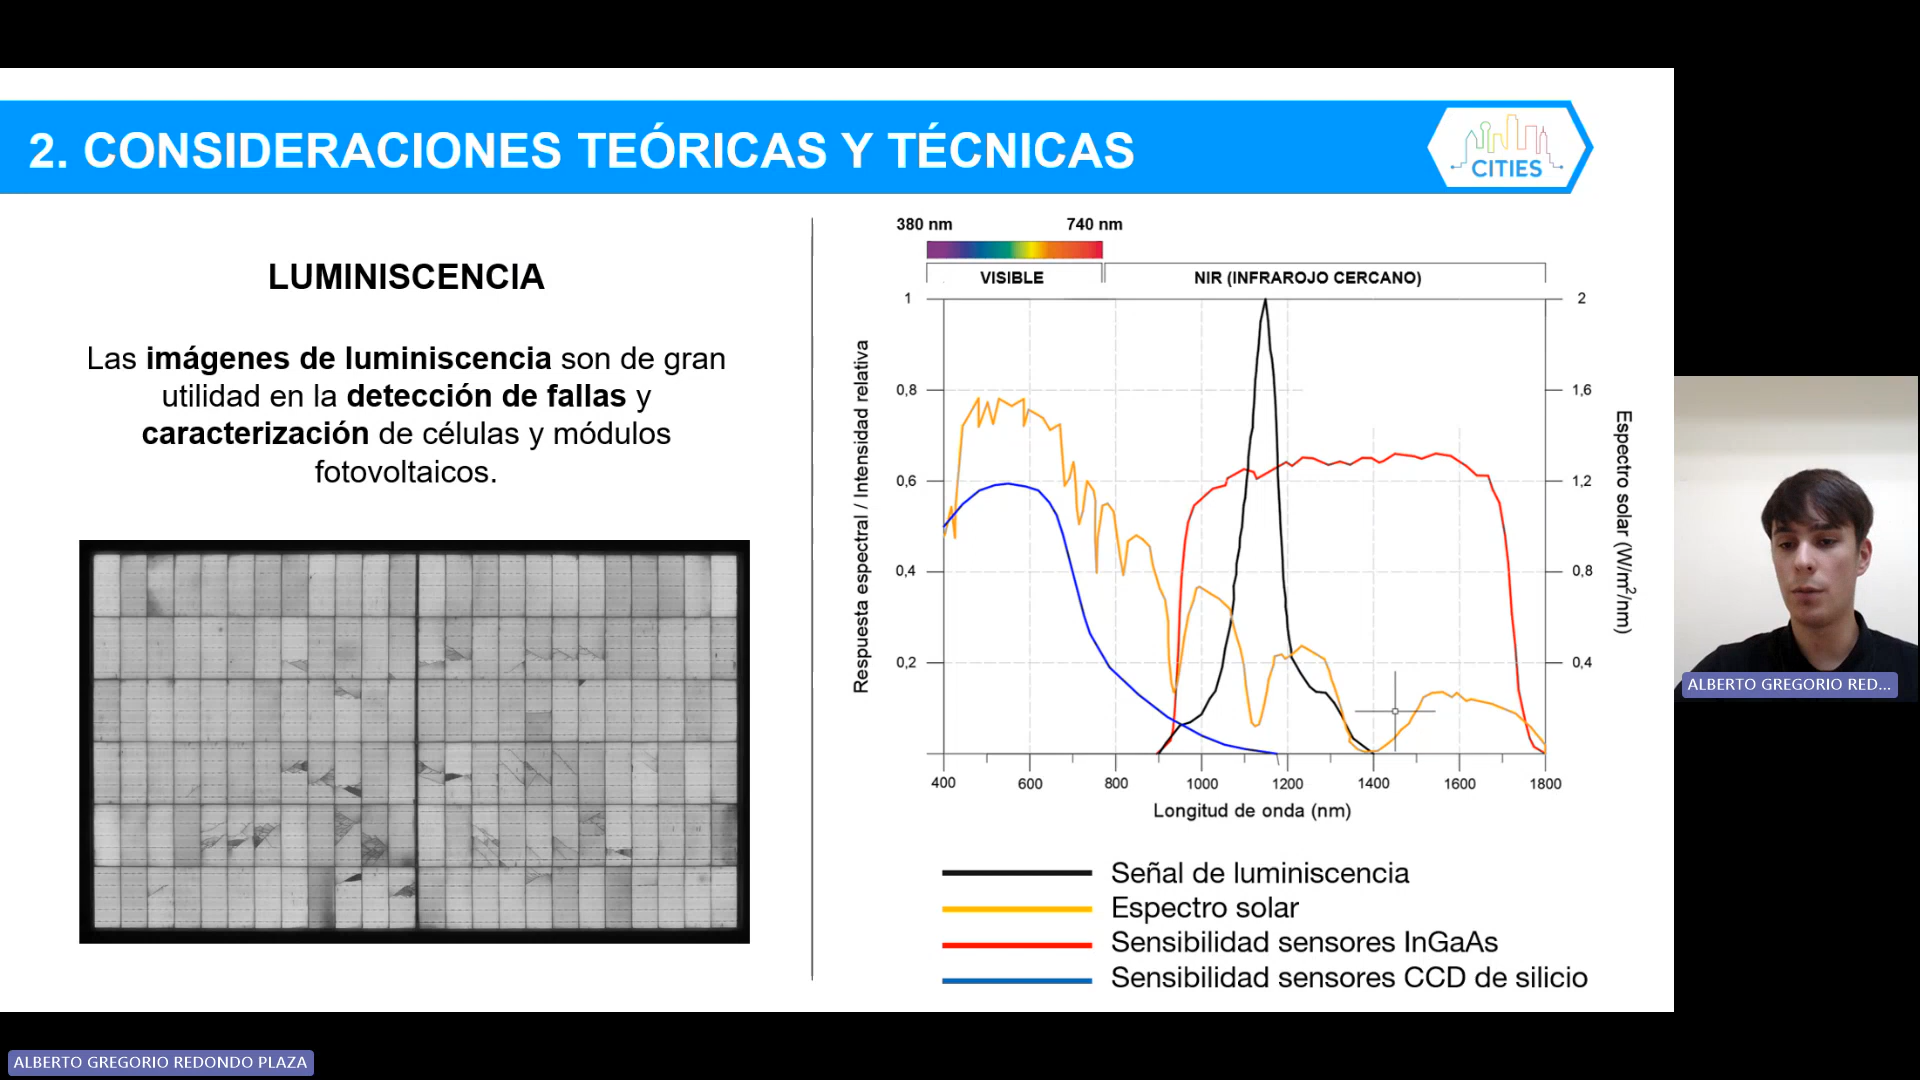 2. CONSIDERACIONES TEÓRICAS Y TÉCNICAS
CITIES
LUMINISCENCIA
Las imágenes de luminiscencia son de gran
utilidad en la detección de fallas y
caracterización de células y módulos
fotovoltaicos.
380 nm
740 nm
VISIBLE
NIR (INFRAROJO CERCANO)
1
0,8
0,6
0,4
0,2
Respuesta espectral / Intensidad relativa
2
1,6
1,2
0,8
0,4
Espectro solar (W/m²/nm)
400 600 800 1000 1200 1400 1600 1800
Longitud de onda (nm)
Señal de luminiscencia
Espectro solar
Sensibilidad sensores InGaAs
Sensibilidad sensores CCD de silicio
ALBERTO GREGORIO RED...
ALBERTO GREGORIO REDONDO PLAZA